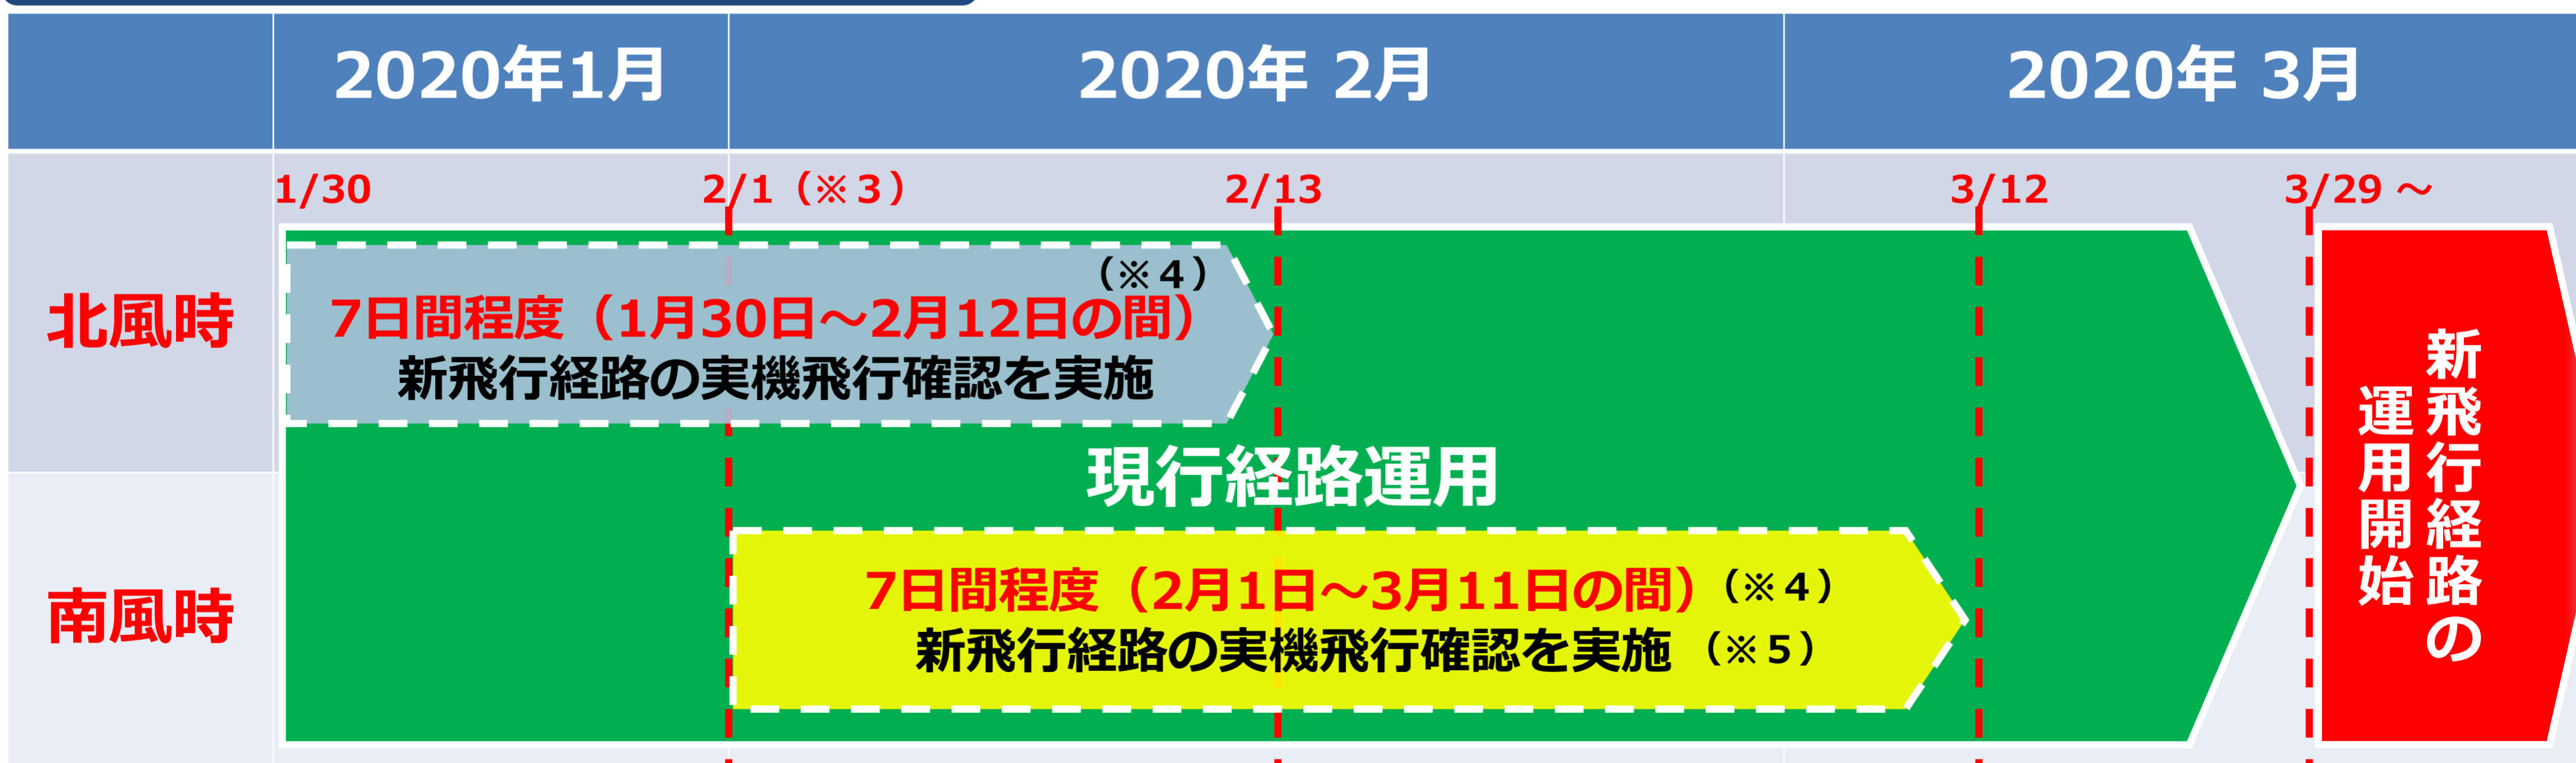 2020年1月
2020年 2月
2020年 3月
1/30
2/1（※３）
2/13
3/12
3/29 ～
北風時
（※４）
7日間程度（1月30日～2月12日の間）
新飛行経路の実機飛行確認を実施
現行経路運用
南風時
7日間程度（2月1日～3月11日の間）（※４）
新飛行経路の実機飛行確認を実施（※５）
新飛行経路の
運用開始